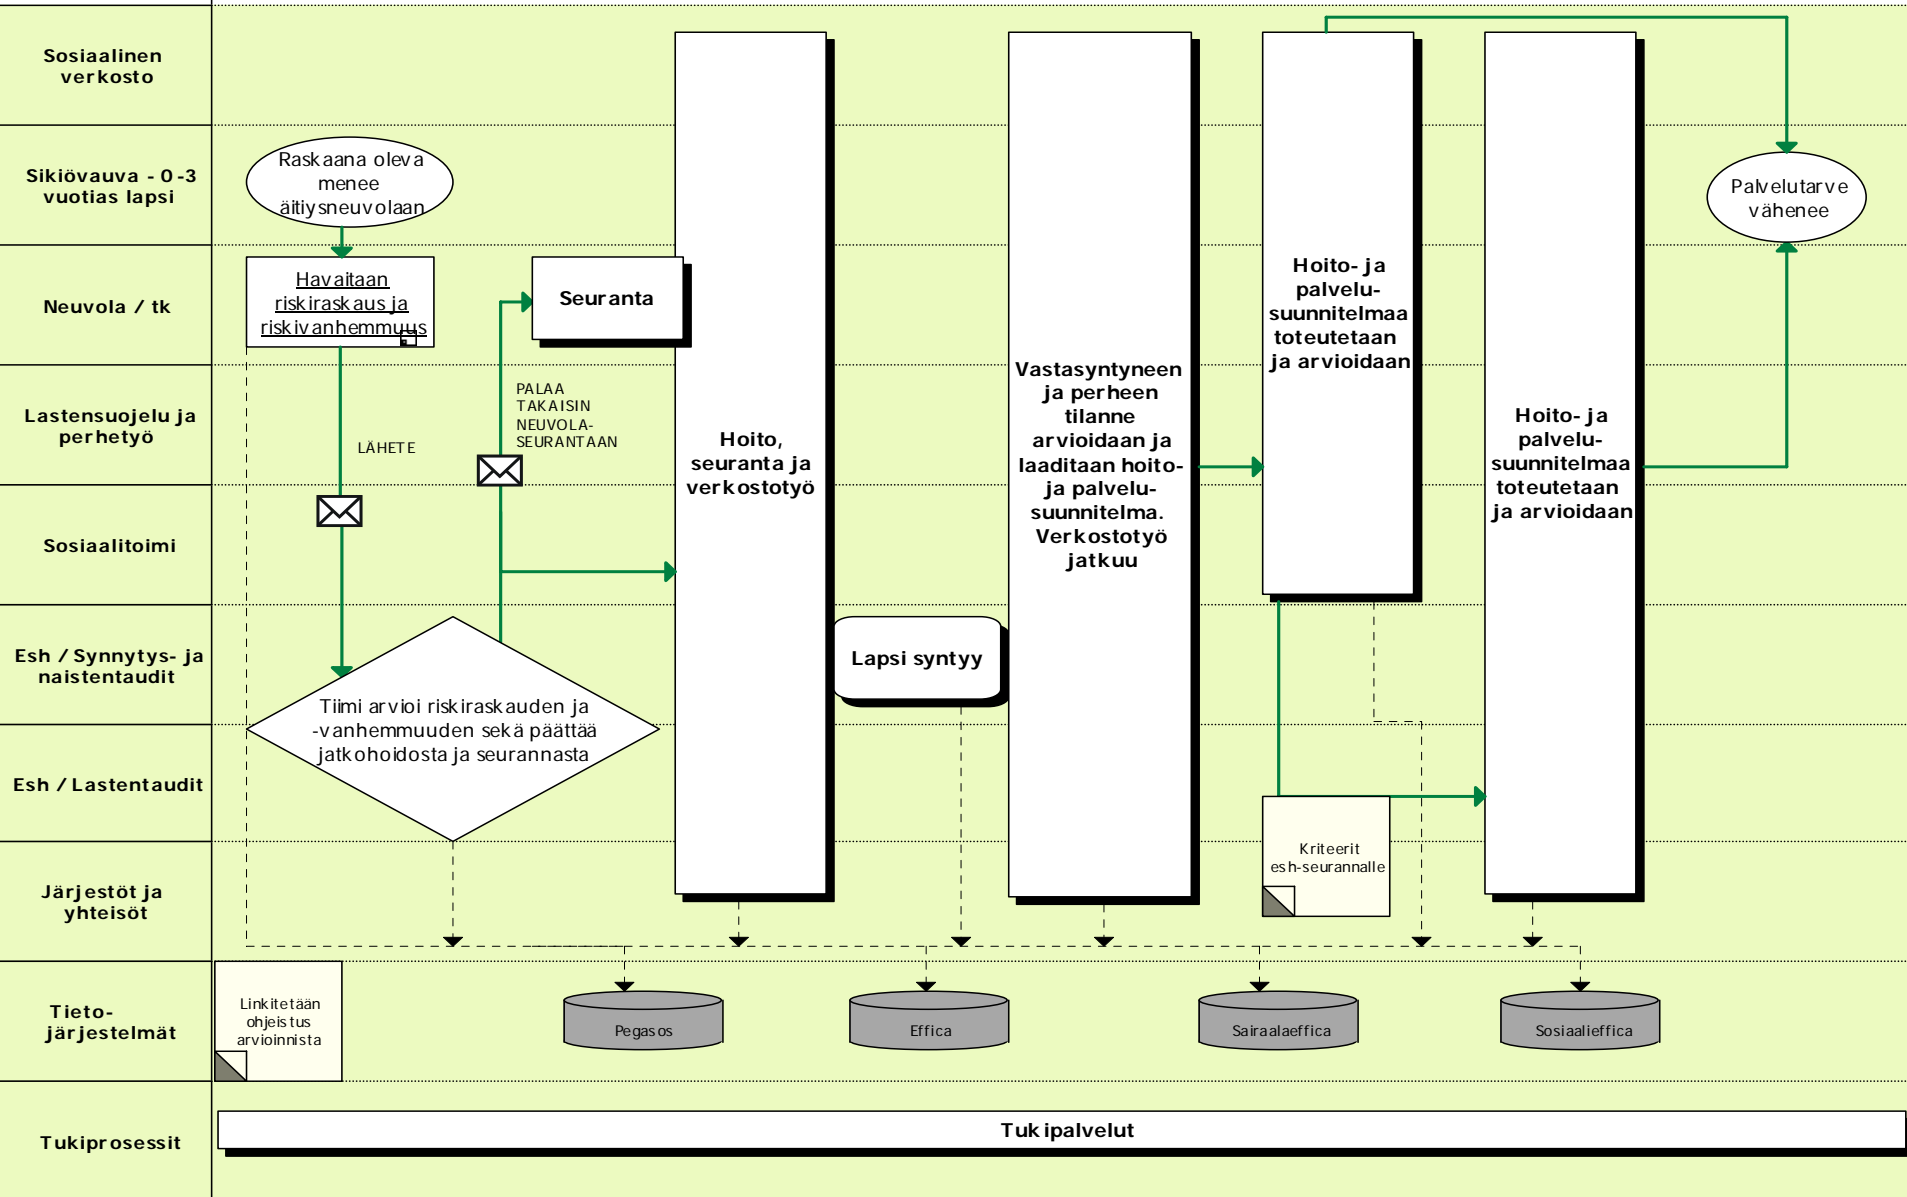 Sosiaalinen
verkosto
Sikiövauva - 0-3
vuotias lapsi
Raskaana oleva
menee
äitiysneuvolaan
Palvelutarve
vähenee
Neuvola / tk
Havaitaan
riskiraskaus ja
riskivanhemmuus
Seuranta
Lastensuojelu ja
perhetyö
LÄHETE
PALAA
TAKAISIN
NEUVOLA-
SEURANTAAN
Hoito,
seuranta ja
verkostotyö
Vastasyntyneen
ja perheen
tilanne
arvioidaan ja
laaditaan hoito-
ja palvelu-
suunnitelma.
Verkostotyö
jatkuu
Hoito- ja
palvelu-
suunnitelmaa
toteutetaan
ja arvioidaan
Hoito- ja
palvelu-
suunnitelmaa
toteutetaan
ja arvioidaan
Sosiaalitoimi
Esh / Synnytys- ja
naistentaudit
Tiimi arvioi riskiraskauden ja
-vanhemmuuden sekä päättää
jatkohoidosta ja seurannasta
Lapsi syntyy
Esh / Lastentaudit
Kriteerit
esh-seurannalle
Järjestöt ja
yhteisöt
Tieto-
järjestelmät
Linkitetään
ohjeistus
arvioinnista
Pegasos
Effica
Sairaalaeffica
Sosiaalieffica
Tukiprosessit
Tukipalvelut